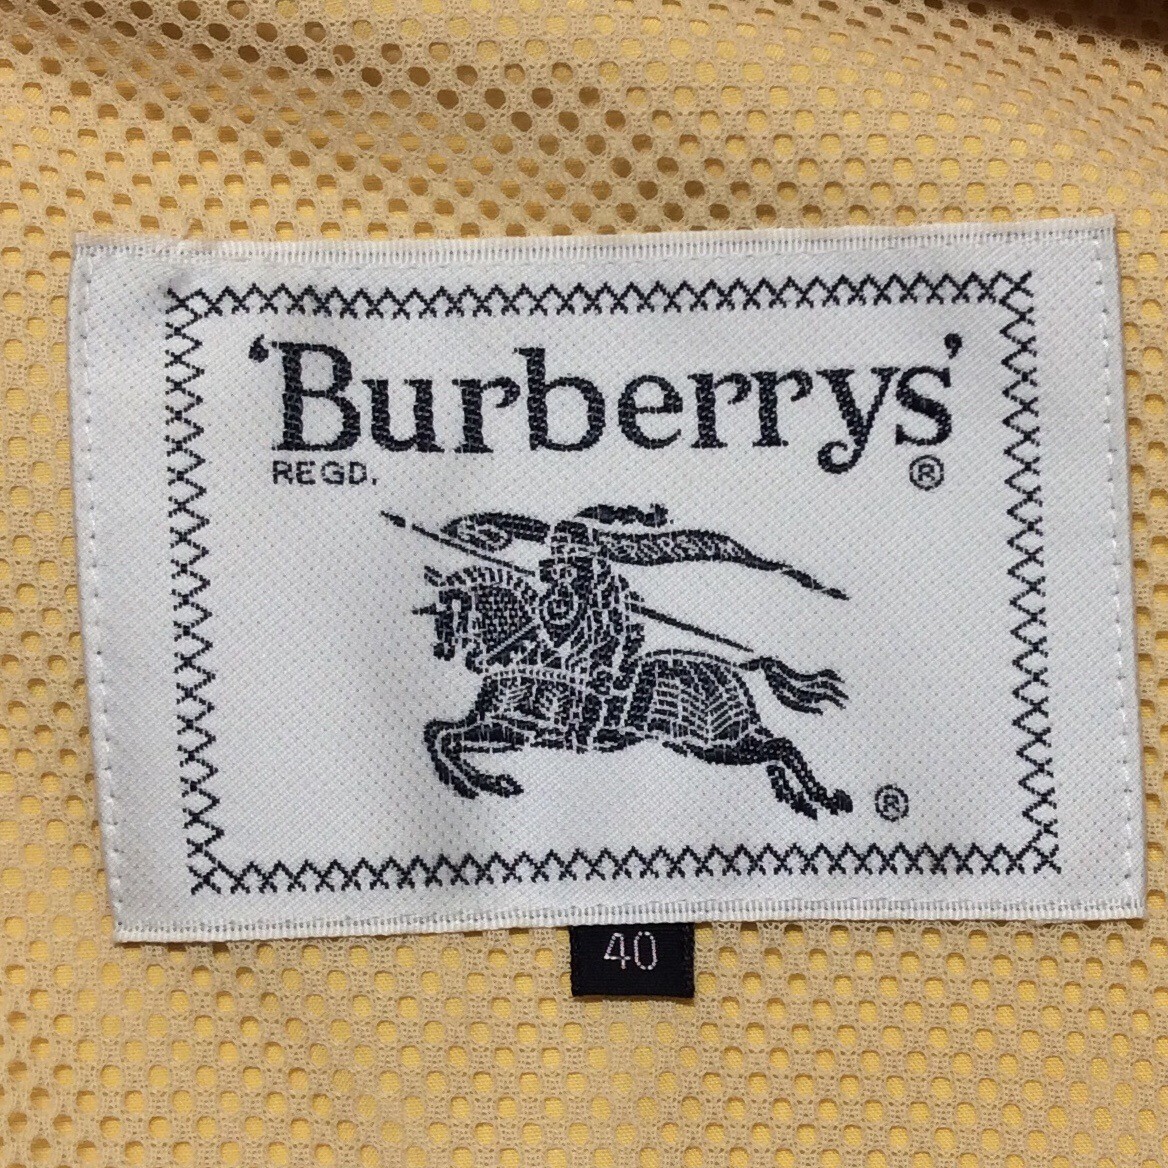 ‘Burberrys’
REGD. ®
®
40